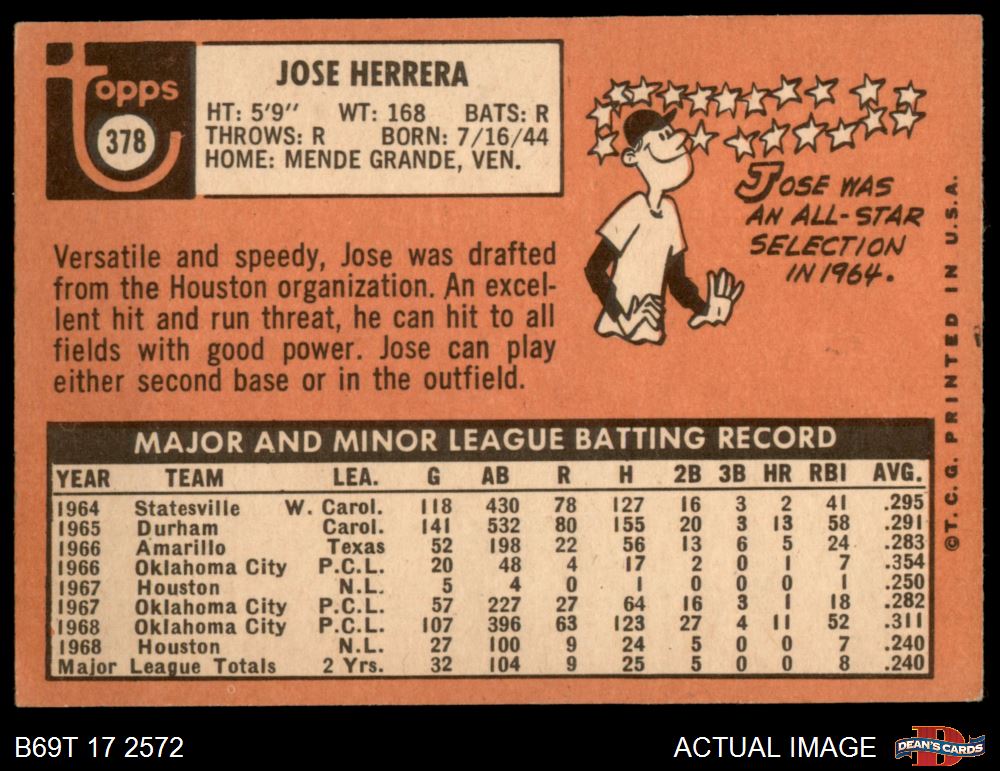 Topps
378
JOSE HERRERA
HT: 5'9" WT: 168 BATS: R
THROWS: R BORN: 7/16/44
HOME: MENDE GRANDE, VEN.
JOSE WAS
AN ALL-STAR
SELECTION
IN 1964.
Versatile and speedy, Jose was drafted
from the Houston organization. An excel-
lent hit and run threat, he can hit to all
fields with good power. Jose can play
either second base or in the outfield.
©T.C.G. PRINTED IN U.S.A.
MAJOR AND MINOR LEAGUE BATTING RECORD
YEAR TEAM LEA. G AB R H 2B 3B HR RBI AVG.
1964 Statesville W. Carol. 118 430 78 127 16 3 2 41 .295
1965 Durham Carol. 141 532 80 155 20 3 13 58 .291
1966 Amarillo Texas 52 198 22 56 13 6 5 24 .283
1966 Oklahoma City P.C.L. 20 48 4 17 2 0 1 7 .354
1967 Houston N.L. 5 4 0 1 0 0 0 1 .250
1967 Oklahoma City P.C.L. 57 227 27 64 16 3 1 18 .282
1968 Oklahoma City P.C.L. 107 396 63 123 27 4 11 52 .311
1968 Houston N.L. 27 100 9 24 5 0 0 7 .240
Major League Totals 2 Yrs. 32 104 9 25 5 0 0 8 .240
B69T 17 2572 ACTUAL IMAGE
D
DEAN'S CARDS